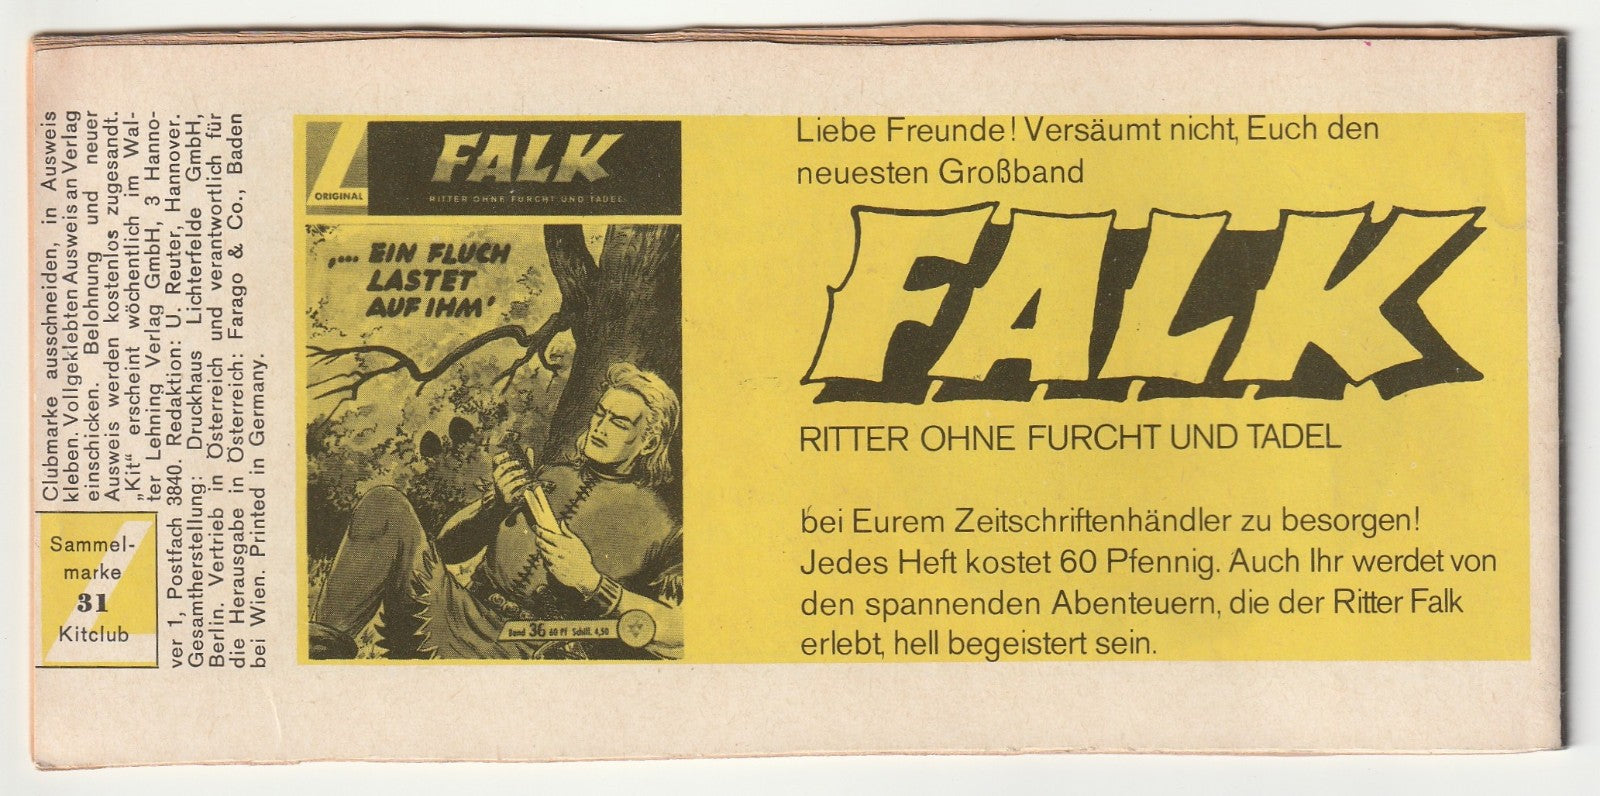 Clubmarke ausschneiden, in Ausweis
kleben. Vollgeklebten Ausweis an Verlag
einschicken. Belohnung und neuer
Ausweis werden kostenlos zugesandt.
„Kit“ erscheint wöchentlich im Wal-
ter Lehning Verlag GmbH, 3 Hanno-
ver 1, Postfach 3840. Redaktion: U. Reuter, Hannover.
Gesamtherstellung: Druckhaus Lichterfelde GmbH,
Berlin. Vertrieb in Österreich und verantwortlich für
die Herausgabe in Österreich: Farago & Co., Baden
bei Wien. Printed in Germany.
Sammel-
marke
31
Kitclub
ORIGINAL
FALK
RITTER OHNE FURCHT UND TADEL
„... EIN FLUCH
LASTET
AUF IHM’
Band 36 60 Pf Schill. 4,50
Liebe Freunde! Versäumt nicht, Euch den
neuesten Großband
FALK
RITTER OHNE FURCHT UND TADEL
bei Eurem Zeitschriftenhändler zu besorgen!
Jedes Heft kostet 60 Pfennig. Auch Ihr werdet von
den spannenden Abenteuern, die der Ritter Falk
erlebt, hell begeistert sein.